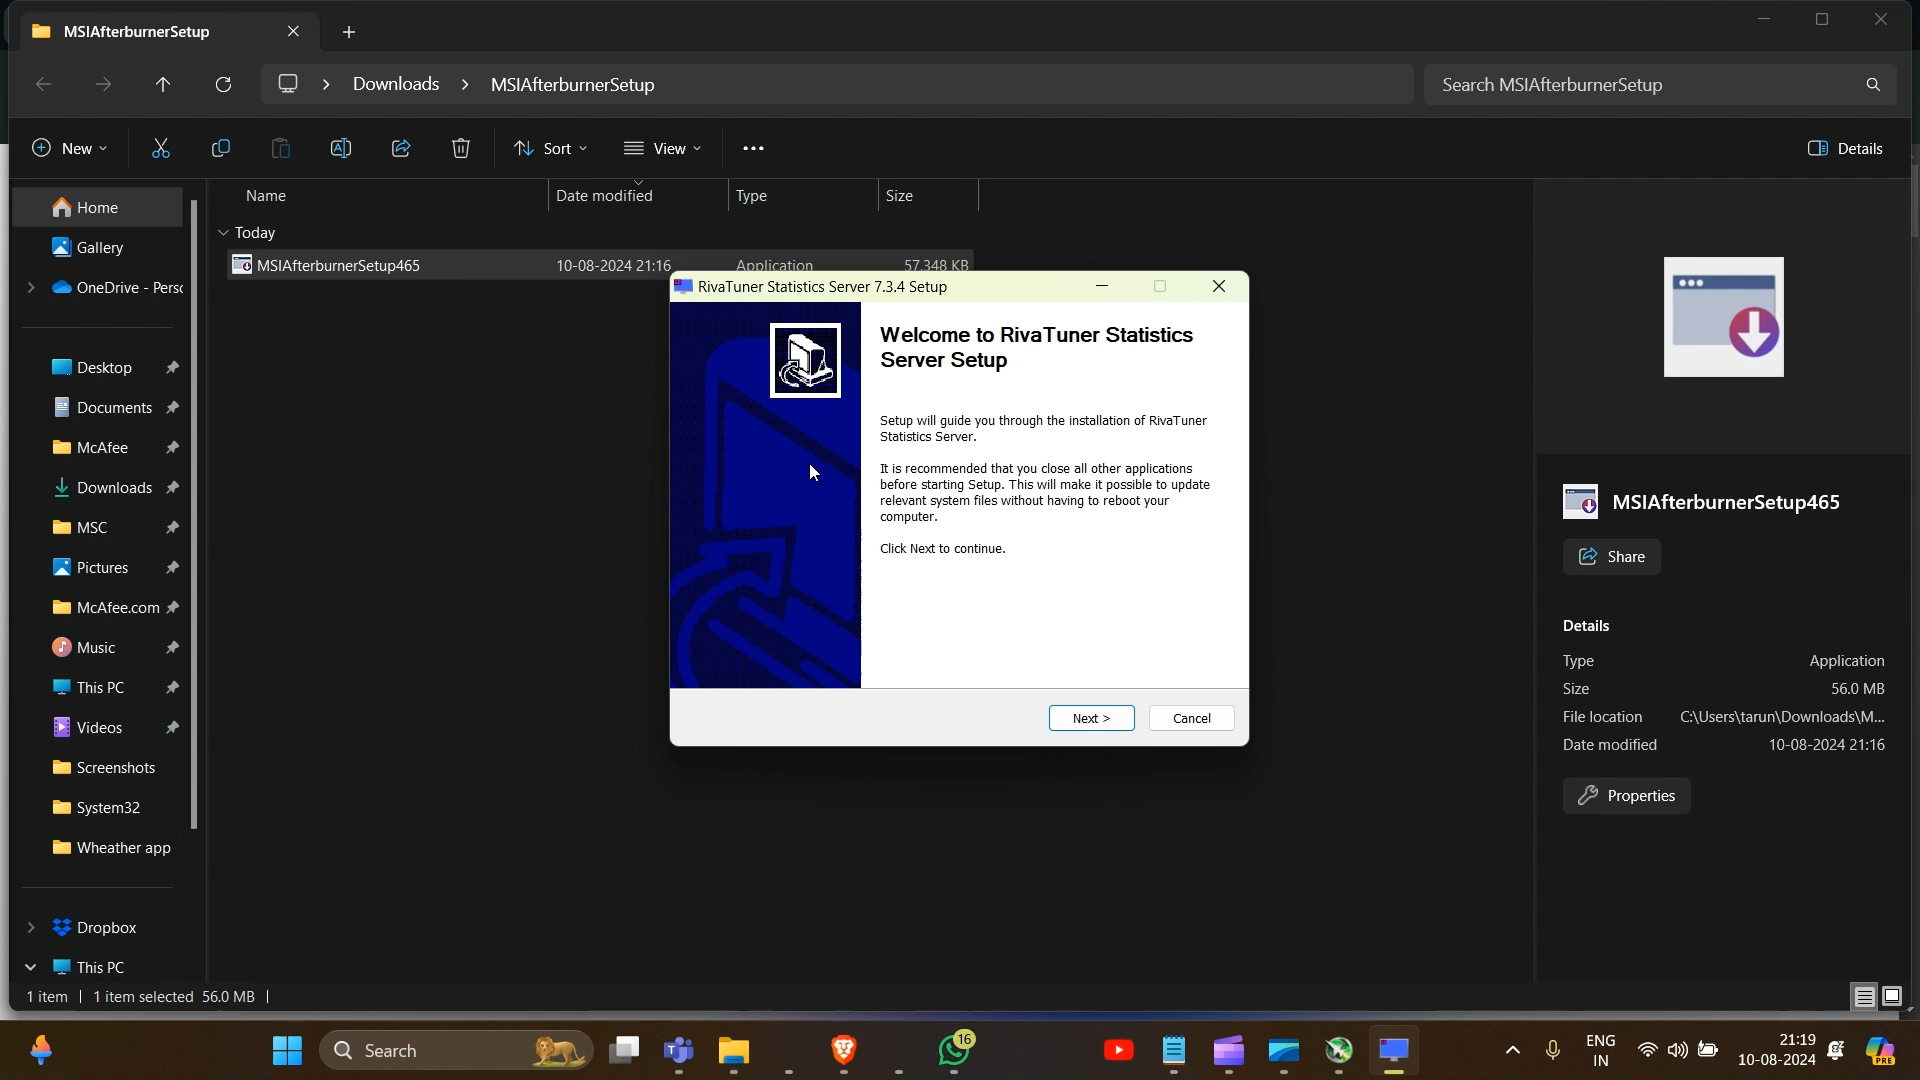 MSIAfterburnerSetup
Downloads
MSIAfterburnerSetup
Search MSIAfterburnerSetup
New
Sort
View
Details
Name
Date modified
Type
Size
Today
MSIAfterburnerSetup465
10-08-2024 21:16
Application
57,348 KB
Home
Gallery
OneDrive - Persc
Desktop
Documents
McAfee
Downloads
MSC
Pictures
McAfee.com
Music
This PC
Videos
Screenshots
System32
Wheather app
Dropbox
This PC
RivaTuner Statistics Server 7.3.4 Setup
Welcome to RivaTuner Statistics
Server Setup
Setup will guide you through the installation of RivaTuner
Statistics Server.
It is recommended that you close all other applications
before starting Setup. This will make it possible to update
relevant system files without having to reboot your
computer.
Click Next to continue.
Next >
Cancel
MSIAfterburnerSetup465
Share
Details
Type Application
Size 56.0 MB
File location C:\Users\tarun\Downloads\M...
Date modified 10-08-2024 21:16
Properties
1 item
1 item selected 56.0 MB
Search
16
ENG
IN
21:19
10-08-2024
PRE